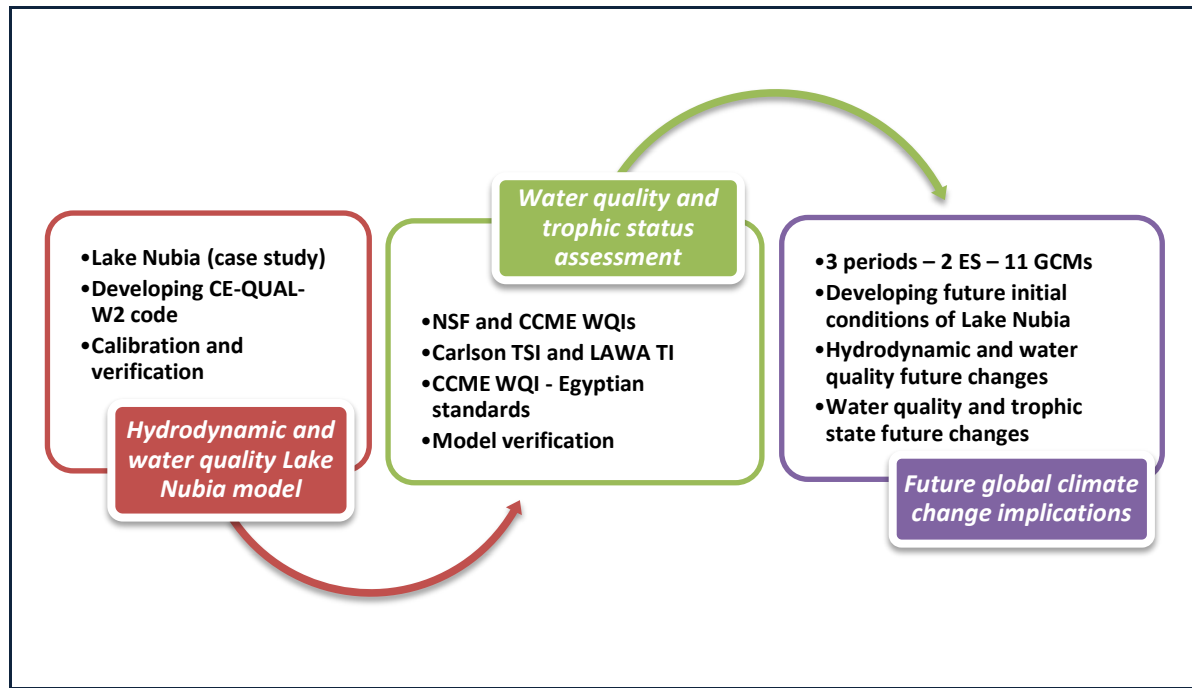 •Lake Nubia (case study)
•Developing CE-QUAL-
W2 code
•Calibration and
verification
Hydrodynamic and
water quality Lake
Nubia model
Water quality and
trophic status
assessment
•NSF and CCME WQIs
•Carlson TSI and LAWA TI
•CCME WQI - Egyptian
standards
•Model verification
•3 periods – 2 ES – 11 GCMs
•Developing future initial
conditions of Lake Nubia
•Hydrodynamic and water
quality future changes
•Water quality and trophic
state future changes
Future global climate
change implications